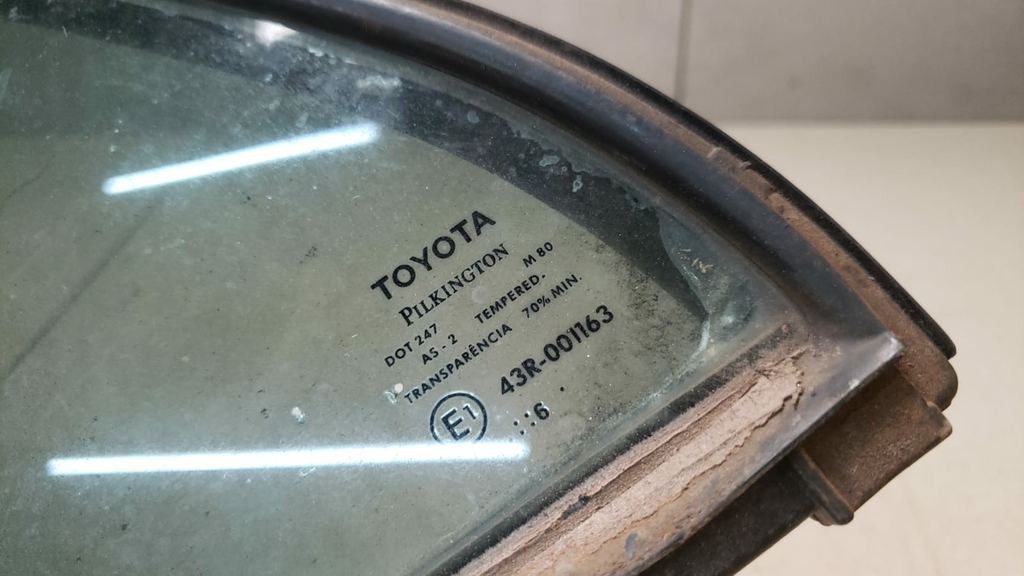 TOYOTA
PILKINGTON
DOT 247 M 80
AS - 2 TEMPERED.
TRANSPARÊNCIA 70% MIN.
E1 43R-001163
∴:6